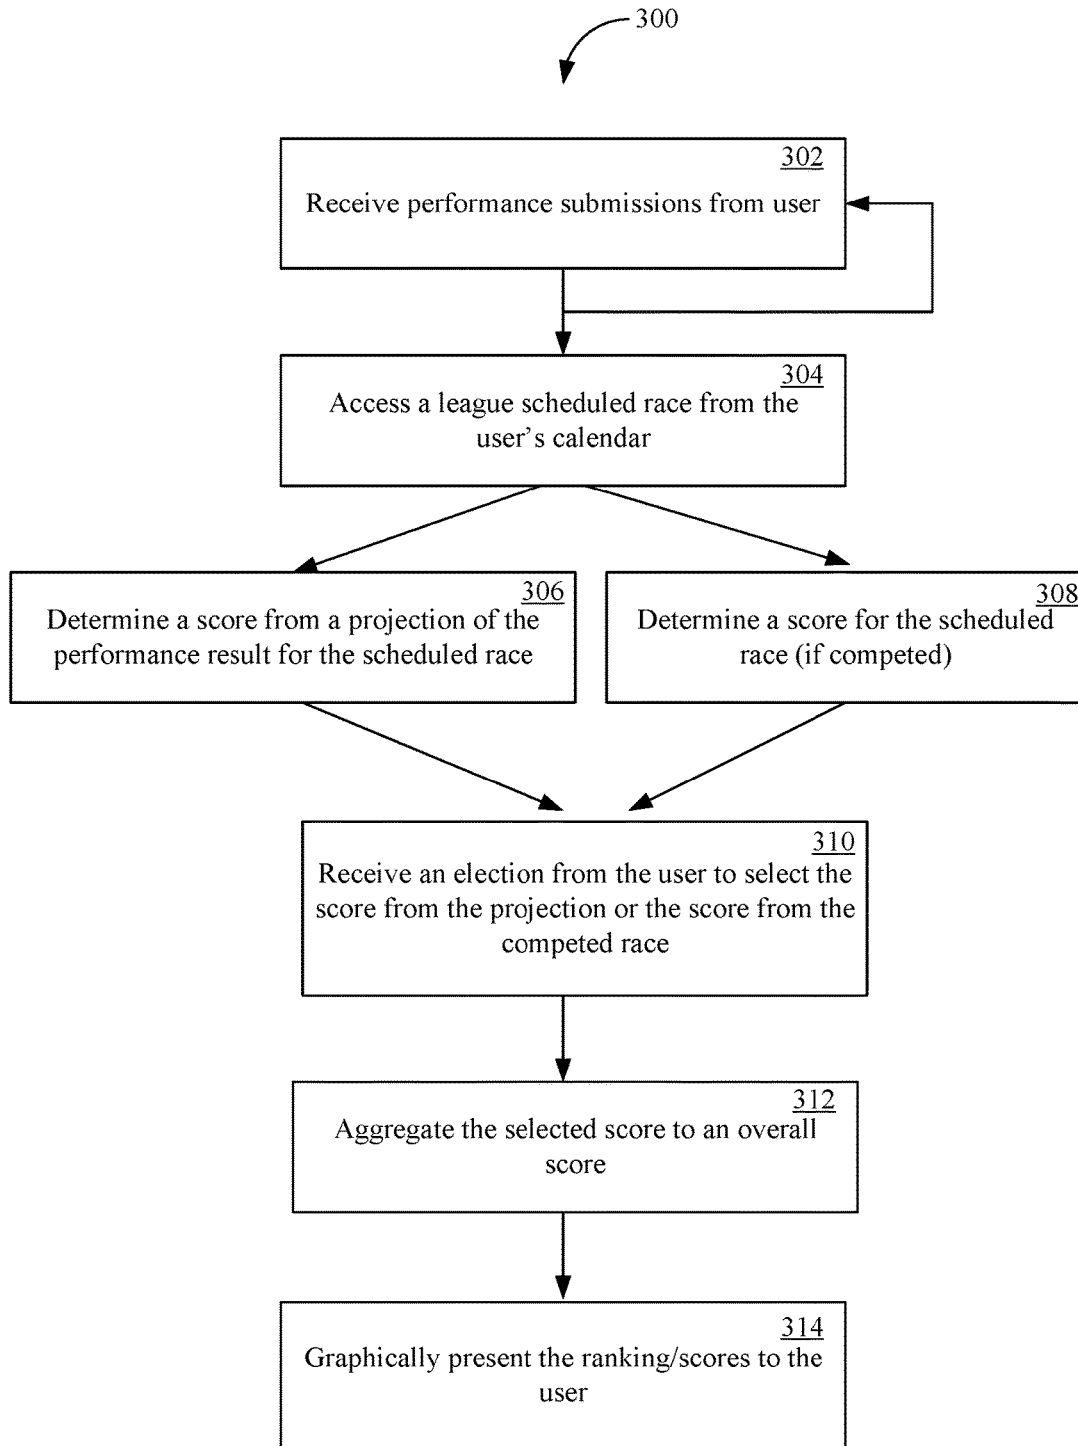 300
302
Receive performance submissions from user
304
Access a league scheduled race from the
user's calendar
306
Determine a score from a projection of the
performance result for the scheduled race
308
Determine a score for the scheduled
race (if competed)
310
Receive an election from the user to select the
score from the projection or the score from the
competed race
312
Aggregate the selected score to an overall
score
314
Graphically present the ranking/scores to the
user